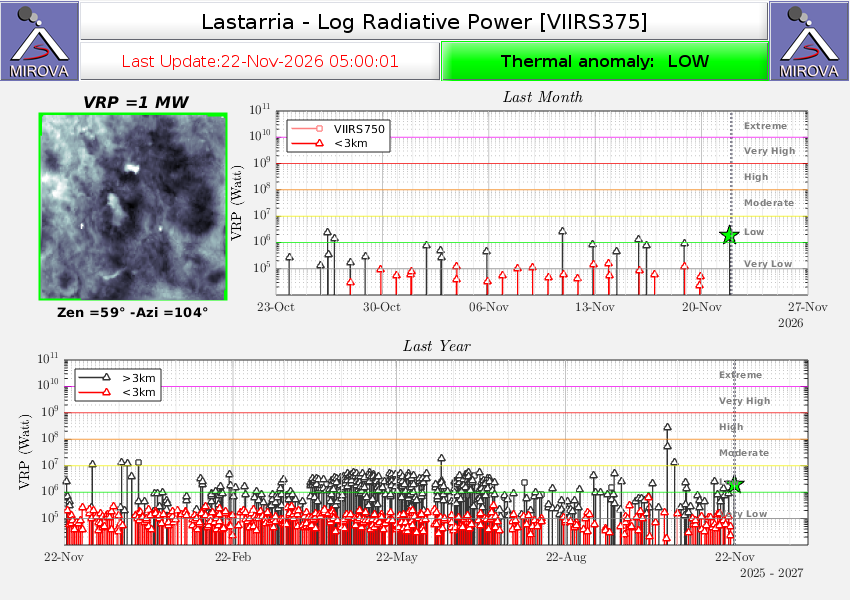 Lastarria - Log Radiative Power [VIIRS375]
MIROVA
Last Update:22-Nov-2026 05:00:01
Thermal anomaly: LOW
MIROVA
VRP =1 MW
Zen =59° -Azi =104°
Last Month
VRP (Watt)
10^11
10^10
10^9
10^8
10^7
10^6
10^5
VIIRS750
<3km
Extreme
Very High
High
Moderate
Low
Very Low
23-Oct 30-Oct 06-Nov 13-Nov 20-Nov 27-Nov
2026
Last Year
VRP (Watt)
10^11
10^10
10^9
10^8
10^7
10^6
10^5
>3km
<3km
Extreme
Very High
High
Moderate
Very Low
22-Nov 22-Feb 22-May 22-Aug 22-Nov
2025 - 2027